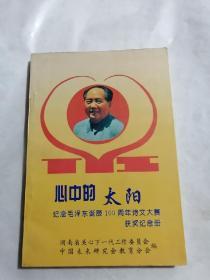 心中的太阳
纪念毛泽东诞辰100周年诗文大赛
获奖纪念册
湖南省关心下一代工作委员会
中国未来研究会教育分会 编